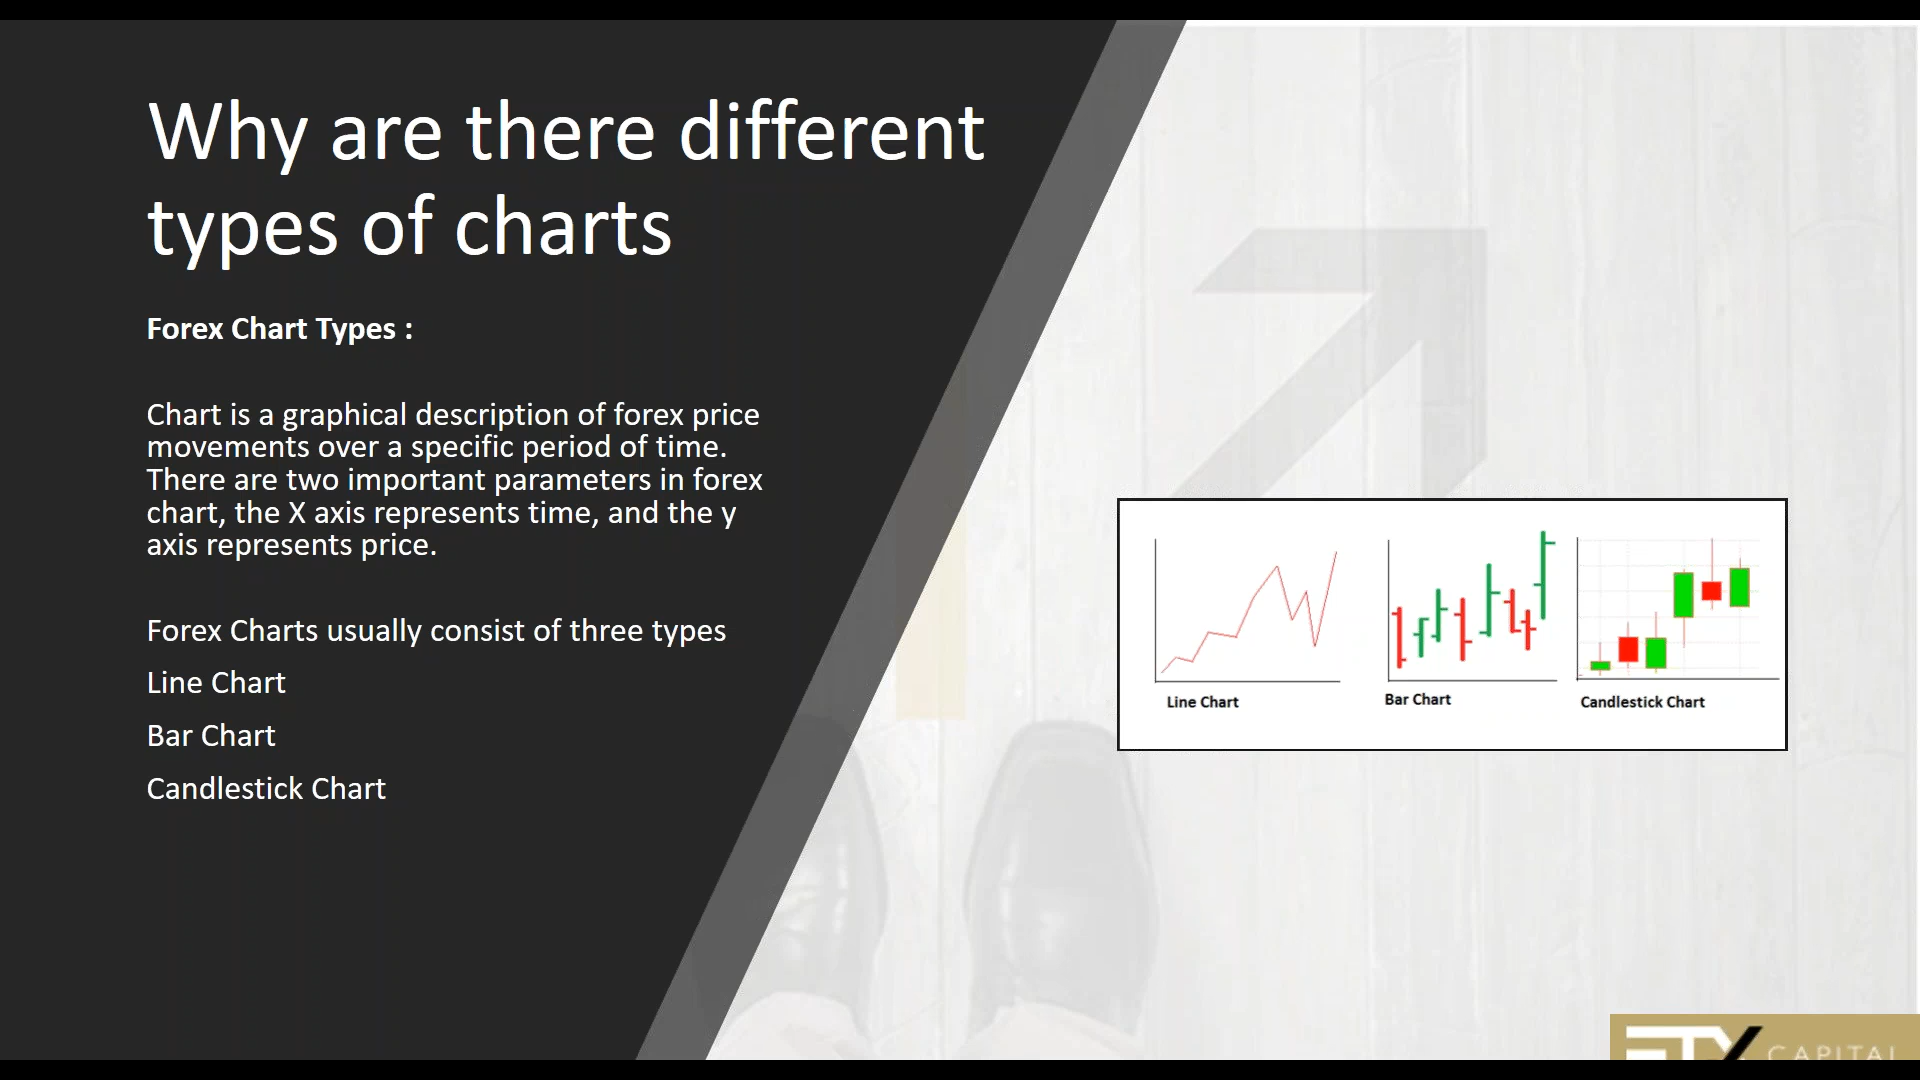 Why are there different
types of charts
Forex Chart Types :
Chart is a graphical description of forex price
movements over a specific period of time.
There are two important parameters in forex
chart, the X axis represents time, and the y
axis represents price.
Forex Charts usually consist of three types
Line Chart
Bar Chart
Candlestick Chart
Line Chart
Bar Chart
Candlestick Chart
CAPITAL